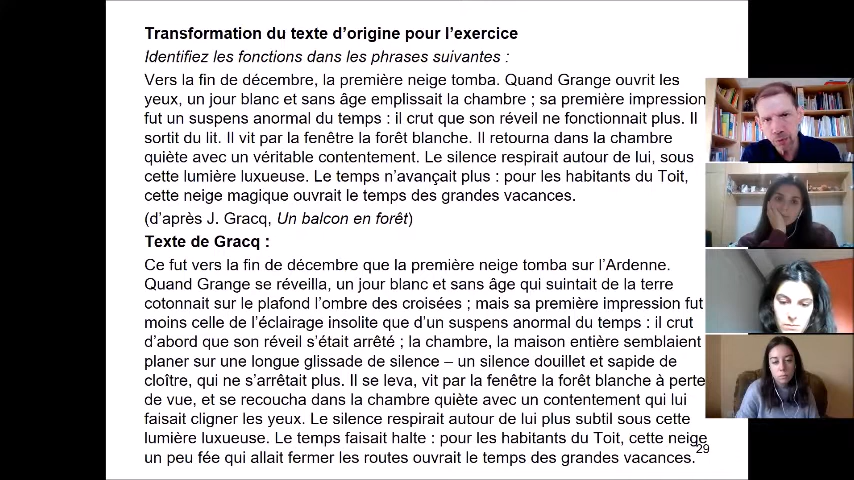 Transformation du texte d’origine pour l’exercice
Identifiez les fonctions dans les phrases suivantes :
Vers la fin de décembre, la première neige tomba. Quand Grange ouvrit les
yeux, un jour blanc et sans âge emplissait la chambre ; sa première impression
fut un suspens anormal du temps : il crut que son réveil ne fonctionnait plus. Il
sortit du lit. Il vit par la fenêtre la forêt blanche. Il retourna dans la chambre
quiète avec un véritable contentement. Le silence respirait autour de lui, sous
cette lumière luxueuse. Le temps n’avançait plus : pour les habitants du Toit,
cette neige magique ouvrait le temps des grandes vacances.
(d’après J. Gracq, Un balcon en forêt)
Texte de Gracq :
Ce fut vers la fin de décembre que la première neige tomba sur l’Ardenne.
Quand Grange se réveilla, un jour blanc et sans âge qui suintait de la terre
cotonnait sur le plafond l’ombre des croisées ; mais sa première impression fut
moins celle de l’éclairage insolite que d’un suspens anormal du temps : il crut
d’abord que son réveil s’était arrêté ; la chambre, la maison entière semblaient
planer sur une longue glissade de silence – un silence douillet et sapide de
cloître, qui ne s’arrêtait plus. Il se leva, vit par la fenêtre la forêt blanche à perte
de vue, et se recoucha dans la chambre quiète avec un contentement qui lui
faisait cligner les yeux. Le silence respirait autour de lui plus subtil sous cette
lumière luxueuse. Le temps faisait halte : pour les habitants du Toit, cette neige
un peu fée qui allait fermer les routes ouvrait le temps des grandes vacances.
29